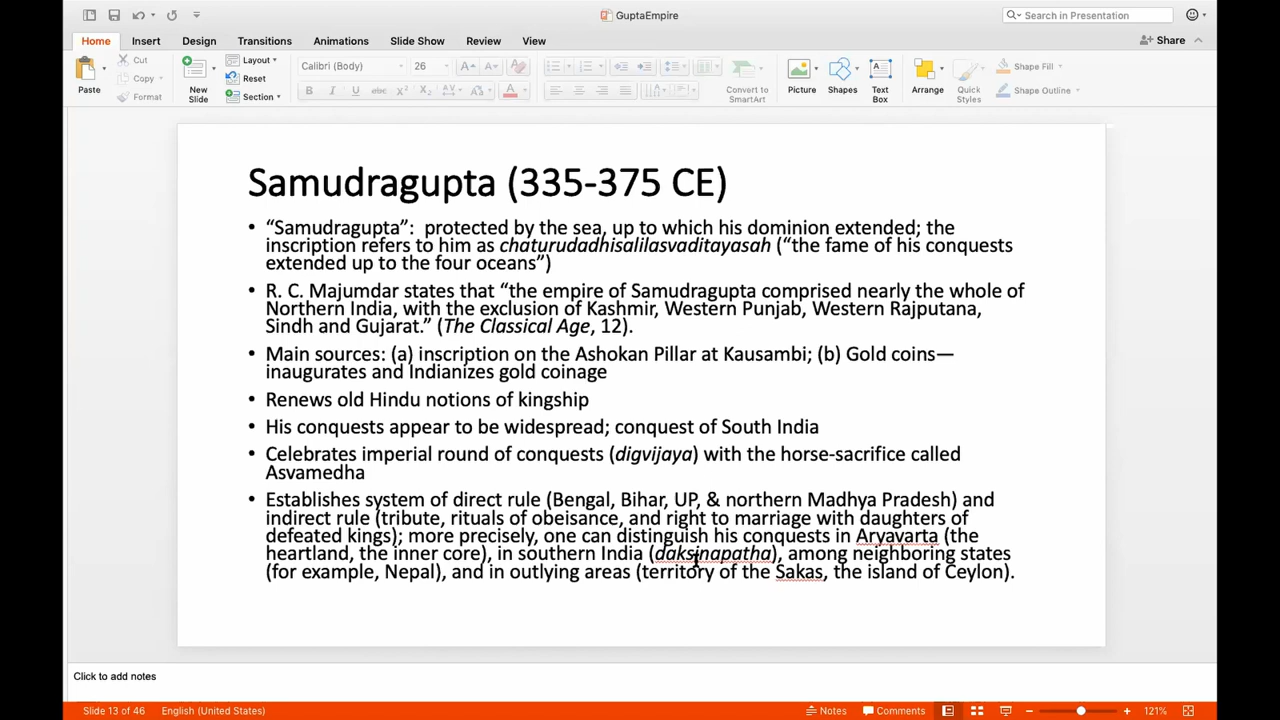 GuptaEmpire
Search in Presentation
Home Insert Design Transitions Animations Slide Show Review View
Share
Paste
Cut
Copy
Format
New
Slide
Layout
Reset
Section
Calibri (Body) 26
Convert to
SmartArt
Picture
Shapes
Text
Box
Arrange
Quick
Styles
Shape Fill
Shape Outline
Samudragupta (335-375 CE)
• “Samudragupta”: protected by the sea, up to which his dominion extended; the
inscription refers to him as chaturudadhisalilasvaditayasah (“the fame of his conquests
extended up to the four oceans”)
• R. C. Majumdar states that “the empire of Samudragupta comprised nearly the whole of
Northern India, with the exclusion of Kashmir, Western Punjab, Western Rajputana,
Sindh and Gujarat.” (The Classical Age, 12).
• Main sources: (a) inscription on the Ashokan Pillar at Kausambi; (b) Gold coins—
inaugurates and Indianizes gold coinage
• Renews old Hindu notions of kingship
• His conquests appear to be widespread; conquest of South India
• Celebrates imperial round of conquests (digvijaya) with the horse-sacrifice called
Asvamedha
• Establishes system of direct rule (Bengal, Bihar, UP, & northern Madhya Pradesh) and
indirect rule (tribute, rituals of obeisance, and right to marriage with daughters of
defeated kings); more precisely, one can distinguish his conquests in Aryavarta (the
heartland, the inner core), in southern India (daksinapatha), among neighboring states
(for example, Nepal), and in outlying areas (territory of the Sakas, the island of Ceylon).
Click to add notes
Slide 13 of 46 English (United States) Notes Comments 121%